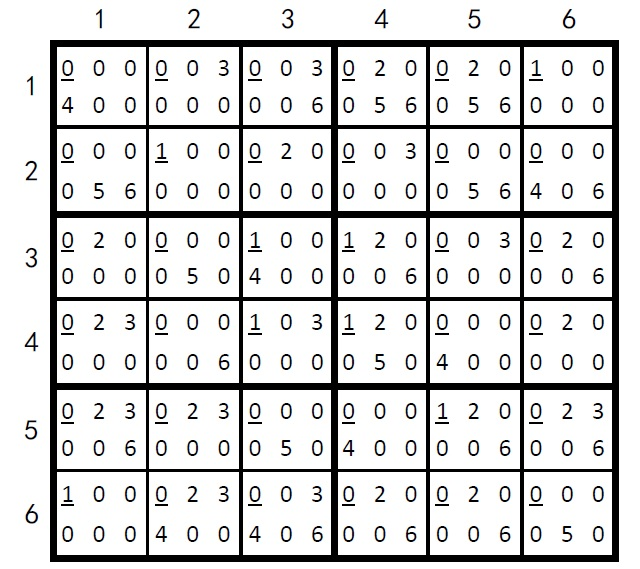 1 2 3 4 5 6
1
0 0 0 0 0 3 0 0 3 0 2 0 0 2 0 1 0 0
4 0 0 0 0 0 0 0 6 0 5 6 0 5 6 0 0 0
2
0 0 0 1 0 0 0 2 0 0 0 3 0 0 0 0 0 0
0 5 6 0 0 0 0 0 0 0 0 0 0 5 6 4 0 6
3
0 2 0 0 0 0 1 0 0 1 2 0 0 0 3 0 2 0
0 0 0 0 5 0 4 0 0 0 0 6 0 0 0 0 0 6
4
0 2 3 0 0 0 1 0 3 1 2 0 0 0 0 0 2 0
0 0 0 0 0 6 0 0 0 0 5 0 4 0 0 0 0 0
5
0 2 3 0 2 3 0 0 0 0 0 0 1 2 0 0 2 3
0 0 6 0 0 0 0 5 0 4 0 0 0 0 6 0 0 6
6
1 0 0 0 2 3 0 0 3 0 2 0 0 2 0 0 0 0
0 0 0 4 0 0 4 0 6 0 0 6 0 0 6 0 5 0